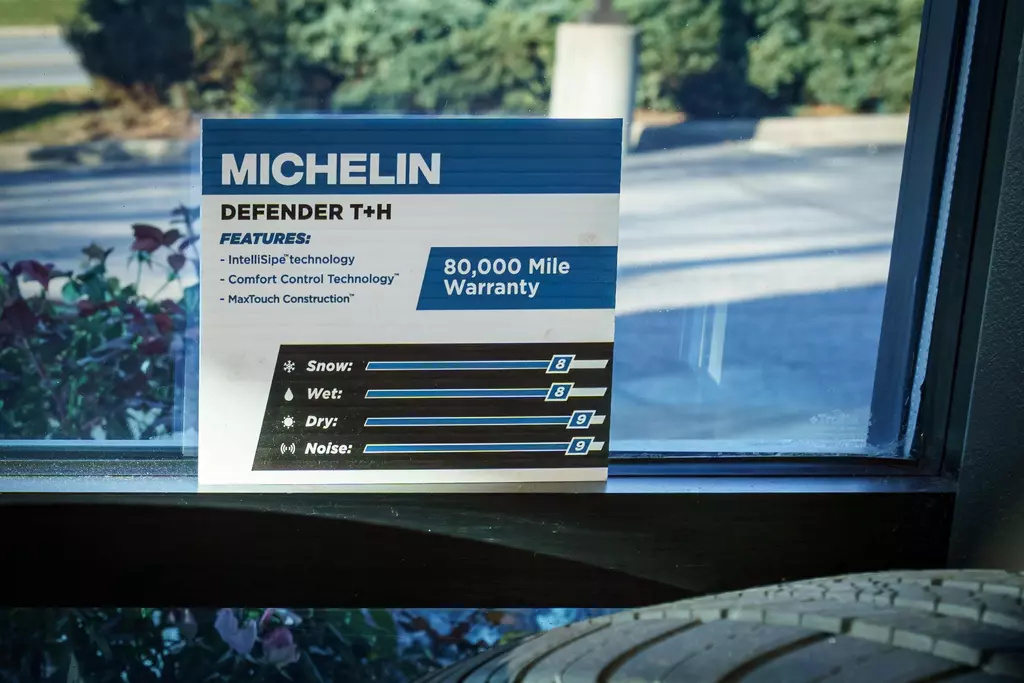 MICHELIN
DEFENDER T+H
FEATURES:
- IntelliSipe™ technology
- Comfort Control Technology™
- MaxTouch Construction™
80,000 Mile
Warranty
Snow: 8
Wet: 8
Dry: 9
Noise: 9